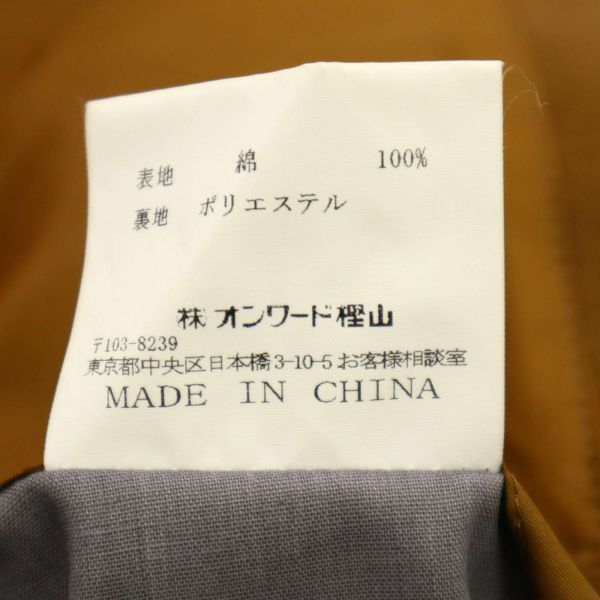 表地 綿 100%
裏地 ポリエステル
㈱オンワード樫山
〒103-8239
東京都中央区日本橋3-10-5 お客様相談室
MADE IN CHINA